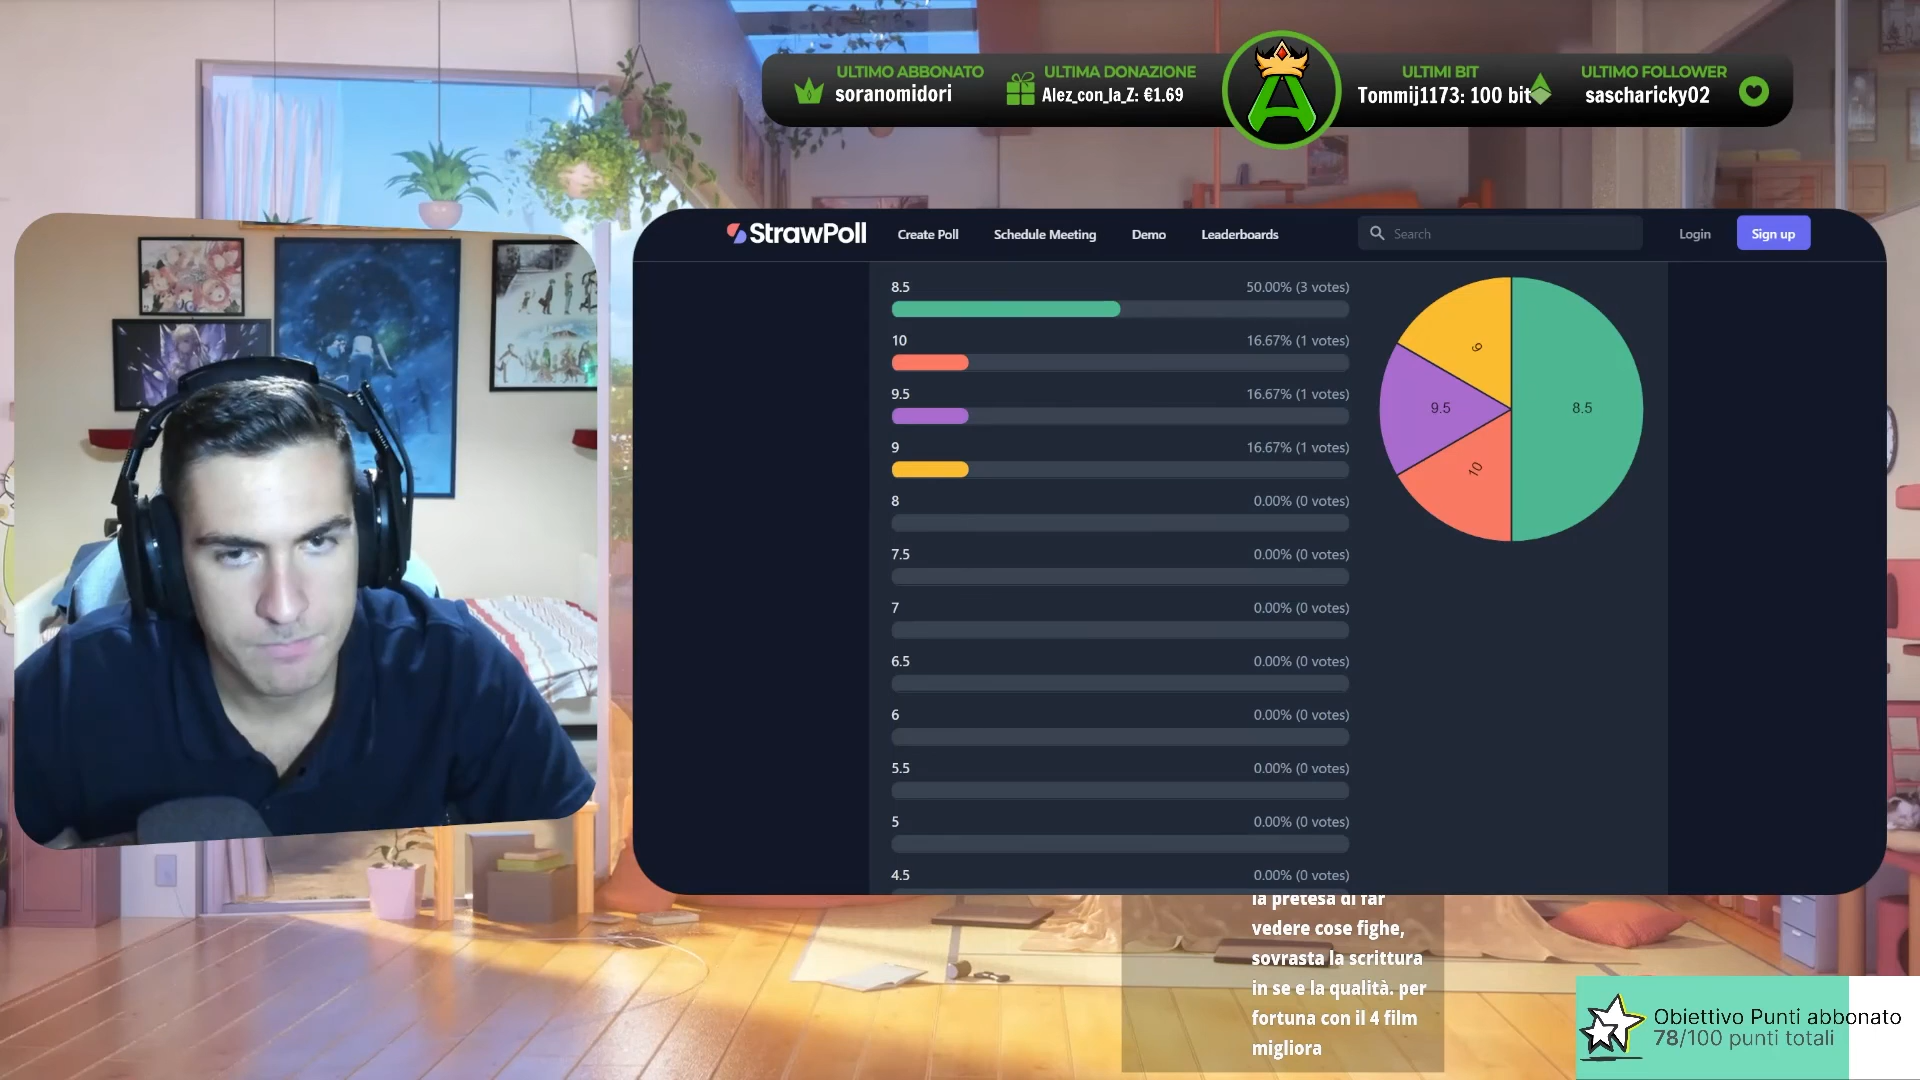 ULTIMO ABBONATO
soranomidori
ULTIMA DONAZIONE
Alez_con_la_Z: €1.69
A
ULTIMI BIT
Tommij1173: 100 bit
ULTIMO FOLLOWER
sascharicky02
StrawPoll
Create Poll
Schedule Meeting
Demo
Leaderboards
Search
Login
Sign up
8.5 50.00% (3 votes)
10 16.67% (1 votes)
9.5 16.67% (1 votes)
9 16.67% (1 votes)
8 0.00% (0 votes)
7.5 0.00% (0 votes)
7 0.00% (0 votes)
6.5 0.00% (0 votes)
6 0.00% (0 votes)
5.5 0.00% (0 votes)
5 0.00% (0 votes)
4.5 0.00% (0 votes)
9
9.5
8.5
10
la pretesa di far
vedere cose fighe,
sovrasta la scrittura
in se e la qualità. per
fortuna con il 4 film
migliora
Obiettivo Punti abbonato
78/100 punti totali